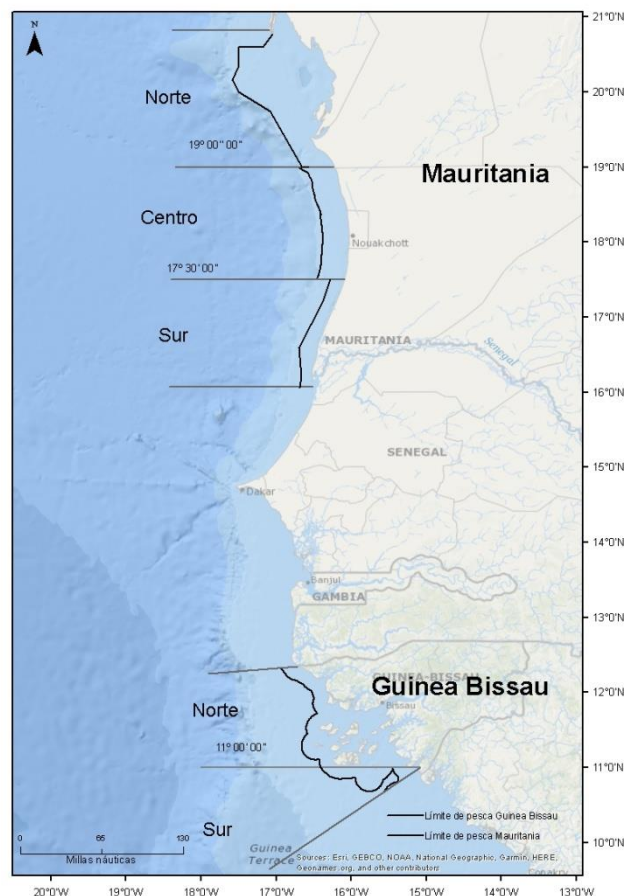 N
21°0'N
Norte
20°0'N
19° 00' 00"
19°0'N
Mauritania
Centro
Nouakchott
18°0'N
17° 30' 00"
MAURITANIA
Senegal
17°0'N
Sur
16°0'N
SENEGAL
15°0'N
Dakar
14°0'N
Banjul
GAMBIA
13°0'N
GUINEA-BISSAU
Guinea Bissau
12°0'N
Norte
Bissau
11° 00' 00"
11°0'N
Límite de pesca Guinea Bissau
Límite de pesca Mauritania
Sur
0 65 130
Millas náuticas
Guinea
Terrace
10°0'N
Sources: Esri, GEBCO, NOAA, National Geographic, Garmin, HERE,
Geonames.org, and other contributors
Conakry
20°0'W 19°0'W 18°0'W 17°0'W 16°0'W 15°0'W 14°0'W 13°0'W